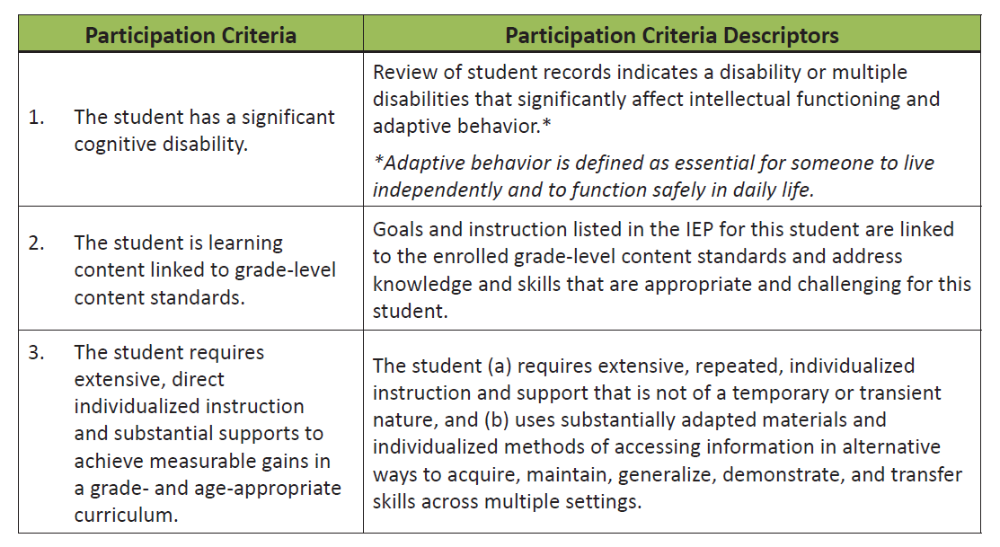 Participation Criteria
Participation Criteria Descriptors
1. The student has a significant
cognitive disability.
Review of student records indicates a disability or multiple
disabilities that significantly affect intellectual functioning and
adaptive behavior.*
*Adaptive behavior is defined as essential for someone to live
independently and to function safely in daily life.
2. The student is learning
content linked to grade-level
content standards.
Goals and instruction listed in the IEP for this student are linked
to the enrolled grade-level content standards and address
knowledge and skills that are appropriate and challenging for this
student.
3. The student requires
extensive, direct
individualized instruction
and substantial supports to
achieve measurable gains in
a grade- and age-appropriate
curriculum.
The student (a) requires extensive, repeated, individualized
instruction and support that is not of a temporary or transient
nature, and (b) uses substantially adapted materials and
individualized methods of accessing information in alternative
ways to acquire, maintain, generalize, demonstrate, and transfer
skills across multiple settings.